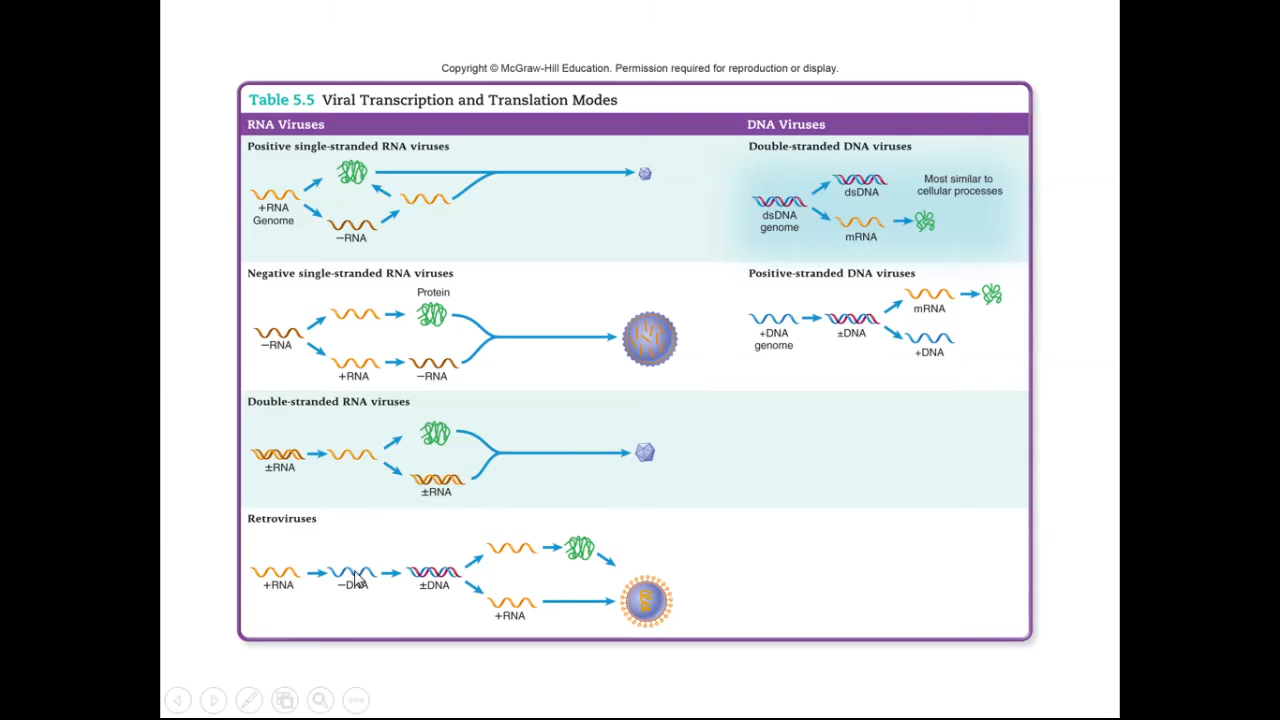 Copyright © McGraw-Hill Education. Permission required for reproduction or display.
Table 5.5 Viral Transcription and Translation Modes
RNA Viruses
DNA Viruses
Positive single-stranded RNA viruses
+RNA
Genome
−RNA
Double-stranded DNA viruses
dsDNA
genome
dsDNA
mRNA
Most similar to
cellular processes
Negative single-stranded RNA viruses
−RNA
Protein
+RNA
−RNA
Positive-stranded DNA viruses
+DNA
genome
±DNA
mRNA
+DNA
Double-stranded RNA viruses
±RNA
±RNA
Retroviruses
+RNA
−DNA
±DNA
+RNA